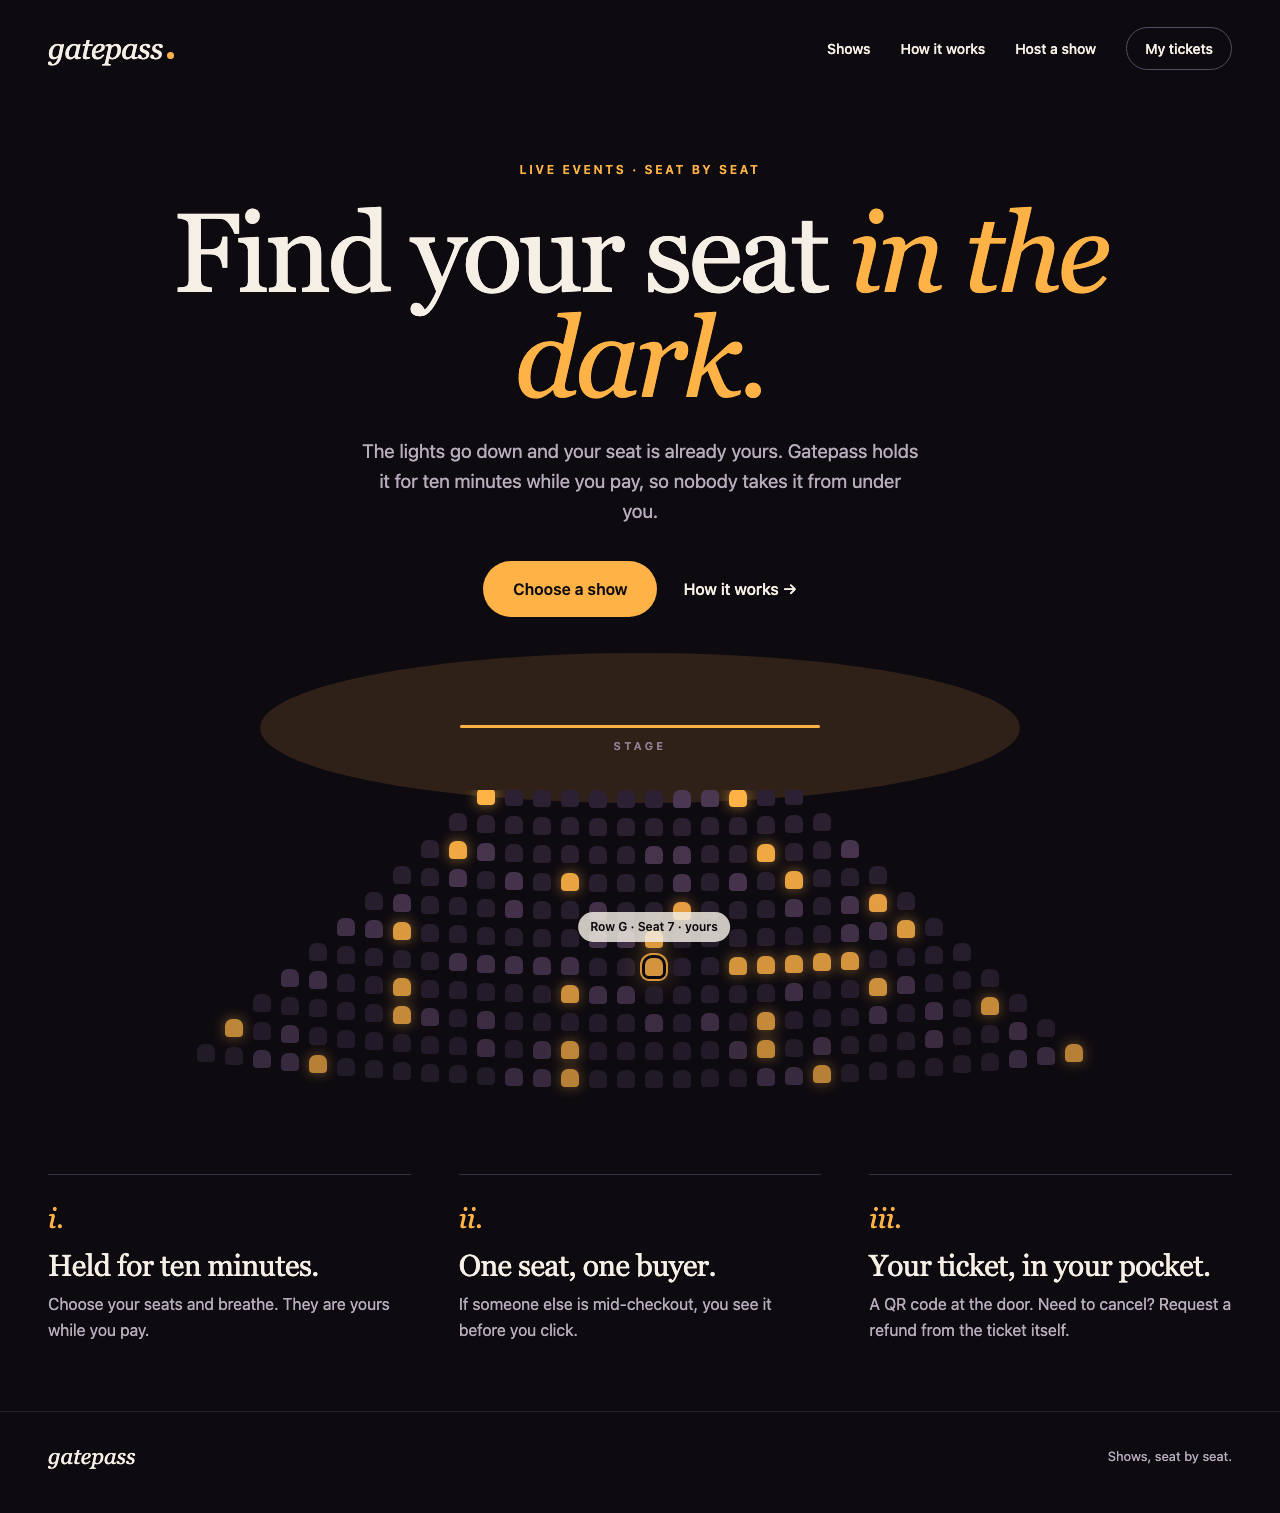 gatepass.
Shows
How it works
Host a show
My tickets
LIVE EVENTS · SEAT BY SEAT
Find your seat in the
dark.
The lights go down and your seat is already yours. Gatepass holds
it for ten minutes while you pay, so nobody takes it from under
you.
Choose a show
How it works →
STAGE
Row G · Seat 7 · yours
i.
Held for ten minutes.
Choose your seats and breathe. They are yours
while you pay.
ii.
One seat, one buyer.
If someone else is mid-checkout, you see it
before you click.
iii.
Your ticket, in your pocket.
A QR code at the door. Need to cancel? Request a
refund from the ticket itself.
gatepass
Shows, seat by seat.